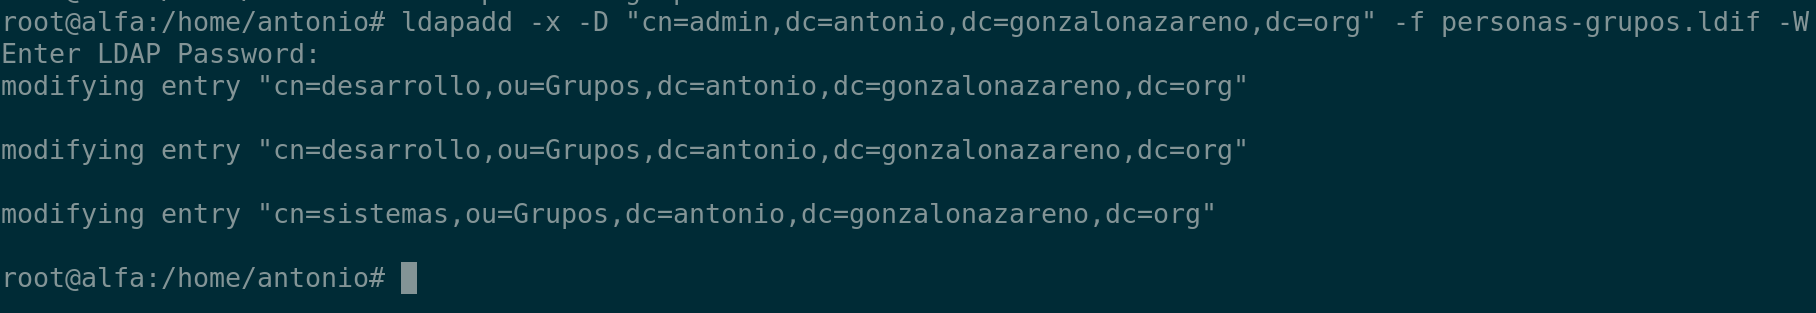 root@alfa:/home/antonio# ldapadd -x -D "cn=admin,dc=antonio,dc=gonzalonazareno,dc=org" -f personas-grupos.ldif -W
Enter LDAP Password:
modifying entry "cn=desarrollo,ou=Grupos,dc=antonio,dc=gonzalonazareno,dc=org"
modifying entry "cn=desarrollo,ou=Grupos,dc=antonio,dc=gonzalonazareno,dc=org"
modifying entry "cn=sistemas,ou=Grupos,dc=antonio,dc=gonzalonazareno,dc=org"
root@alfa:/home/antonio#